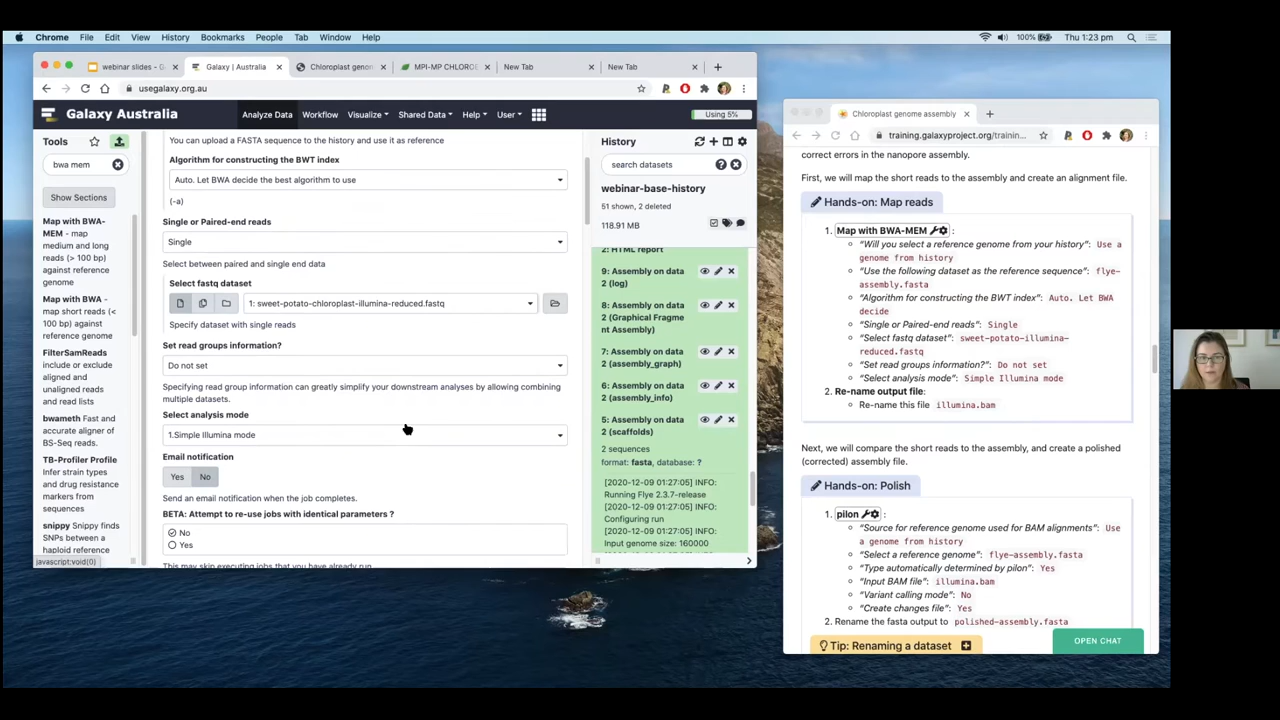 Chrome File Edit View History Bookmarks People Tab Window Help 100% Thu 1:23 pm
webinar slides - G
Galaxy | Australia
Chloroplast genom
MPI-MP CHLORO
New Tab
New Tab
usegalaxy.org.au
Galaxy Australia
Analyze Data Workflow Visualize Shared Data Help User Using 5%
Tools
bwa mem
Show Sections
Map with BWA-
MEM - map
medium and long
reads (> 100 bp)
against reference
genome
Map with BWA -
map short reads (<
100 bp) against
reference genome
FilterSamReads
include or exclude
aligned and
unaligned reads
and read lists
bwameth Fast and
accurate aligner of
BS-Seq reads.
TB-Profiler Profile
Infer strain types
and drug resistance
markers from
sequences
snippy Snippy finds
SNPs between a
haploid reference
javascript:void(0)
You can upload a FASTA sequence to the history and use it as reference
Algorithm for constructing the BWT index
Auto. Let BWA decide the best algorithm to use
(-a)
Single or Paired-end reads
Single
Select between paired and single end data
Select fastq dataset
1: sweet-potato-chloroplast-illumina-reduced.fastq
Specify dataset with single reads
Set read groups information?
Do not set
Specifying read group information can greatly simplify your downstream analyses by allowing combining
multiple datasets.
Select analysis mode
1.Simple Illumina mode
Email notification
Yes No
Send an email notification when the job completes.
BETA: Attempt to re-use jobs with identical parameters ?
No
Yes
This may skip executing jobs that you have already run
History
search datasets
webinar-base-history
51 shown, 2 deleted
118.91 MB
2: HTML report
9: Assembly on data 2
(log)
8: Assembly on data
2 (Graphical Fragme
nt Assembly)
7: Assembly on data
2 (assembly_graph)
6: Assembly on data
2 (assembly_info)
5: Assembly on data
2 (scaffolds)
2 sequences
format: fasta, database: ?
[2020-12-09 01:27:05] INFO:
Running Flye 2.3.7-release
[2020-12-09 01:27:05] INFO:
Configuring run
[2020-12-09 01:27:05] INFO:
Input genome size: 160000
Chloroplast genome assembly
training.galaxyproject.org/trainin...
correct errors in the nanopore assembly.
First, we will map the short reads to the assembly and create an alignment file.
Hands-on: Map reads
1. Map with BWA-MEM :
"Will you select a reference genome from your history": Use a
genome from history
"Use the following dataset as the reference sequence": flye-
assembly.fasta
"Algorithm for constructing the BWT index": Auto. Let BWA
decide
"Single or Paired-end reads": Single
"Select fastq dataset": sweet-potato-illumina-
reduced.fastq
"Set read groups information?": Do not set
"Select analysis mode": Simple Illumina mode
2. Re-name output file:
Re-name this file illumina.bam
Next, we will compare the short reads to the assembly, and create a polished
(corrected) assembly file.
Hands-on: Polish
1. pilon :
"Source for reference genome used for BAM alignments": Use
a genome from history
"Select a reference genome": flye-assembly.fasta
"Type automatically determined by pilon": Yes
"Input BAM file": illumina.bam
"Variant calling mode": No
"Create changes file": Yes
2. Rename the fasta output to polished-assembly.fasta
Tip: Renaming a dataset
OPEN CHAT